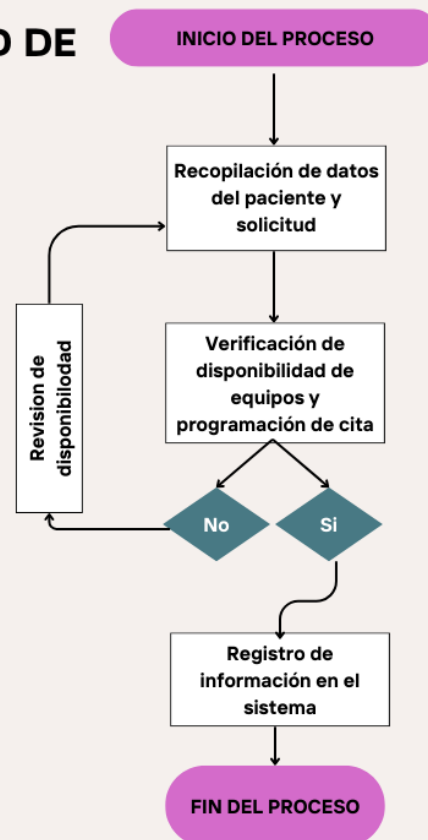 O DE
INICIO DEL PROCESO
Recopilación de datos
del paciente y
solicitud
Verificación de
disponibilidad de
equipos y
programación de cita
Revision de
disponibilodad
No
Si
Registro de
información en el
sistema
FIN DEL PROCESO